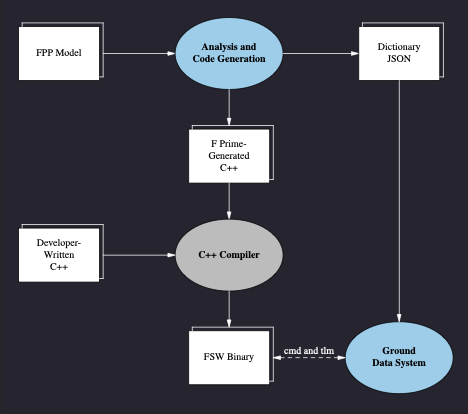 FPP Model
Analysis and
Code Generation
Dictionary
JSON
F Prime-
Generated
C++
Developer-
Written
C++
C++ Compiler
FSW Binary
cmd and tlm
Ground
Data System